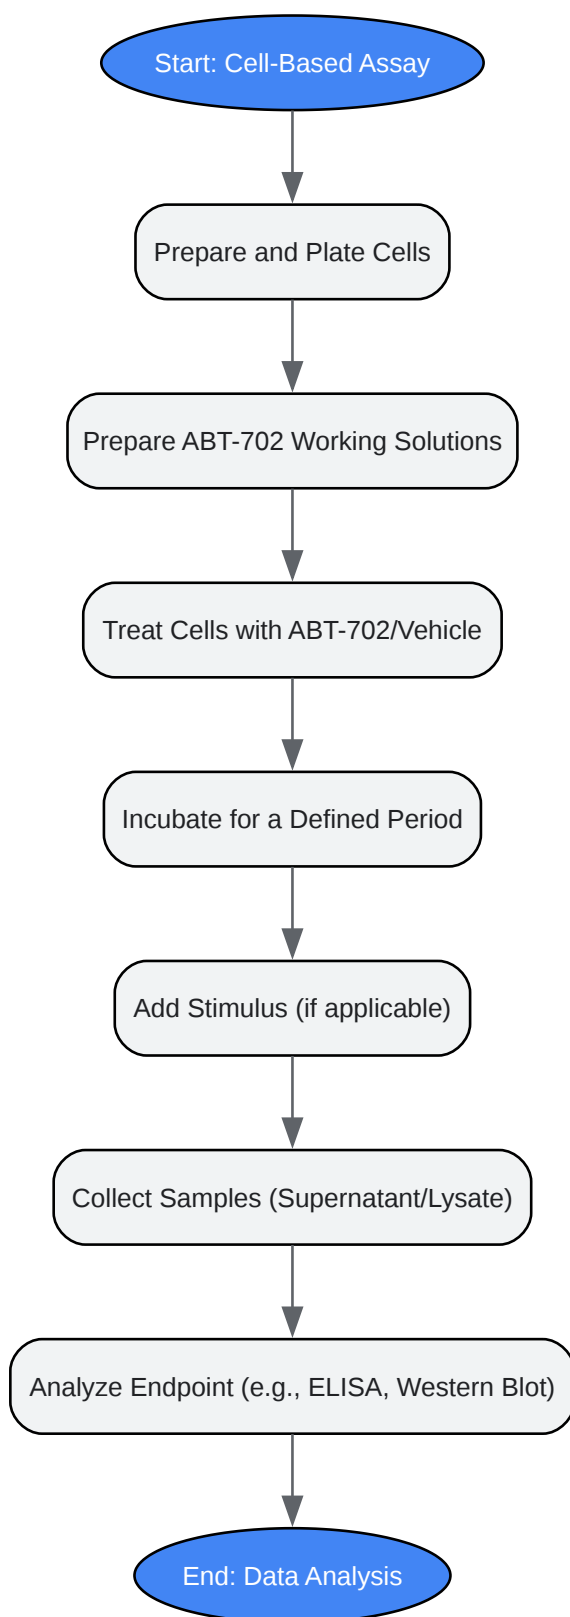 Start: Cell-Based Assay
Prepare and Plate Cells
Prepare ABT-702 Working Solutions
Treat Cells with ABT-702/Vehicle
Incubate for a Defined Period
Add Stimulus (if applicable)
Collect Samples (Supernatant/Lysate)
Analyze Endpoint (e.g., ELISA, Western Blot)
End: Data Analysis